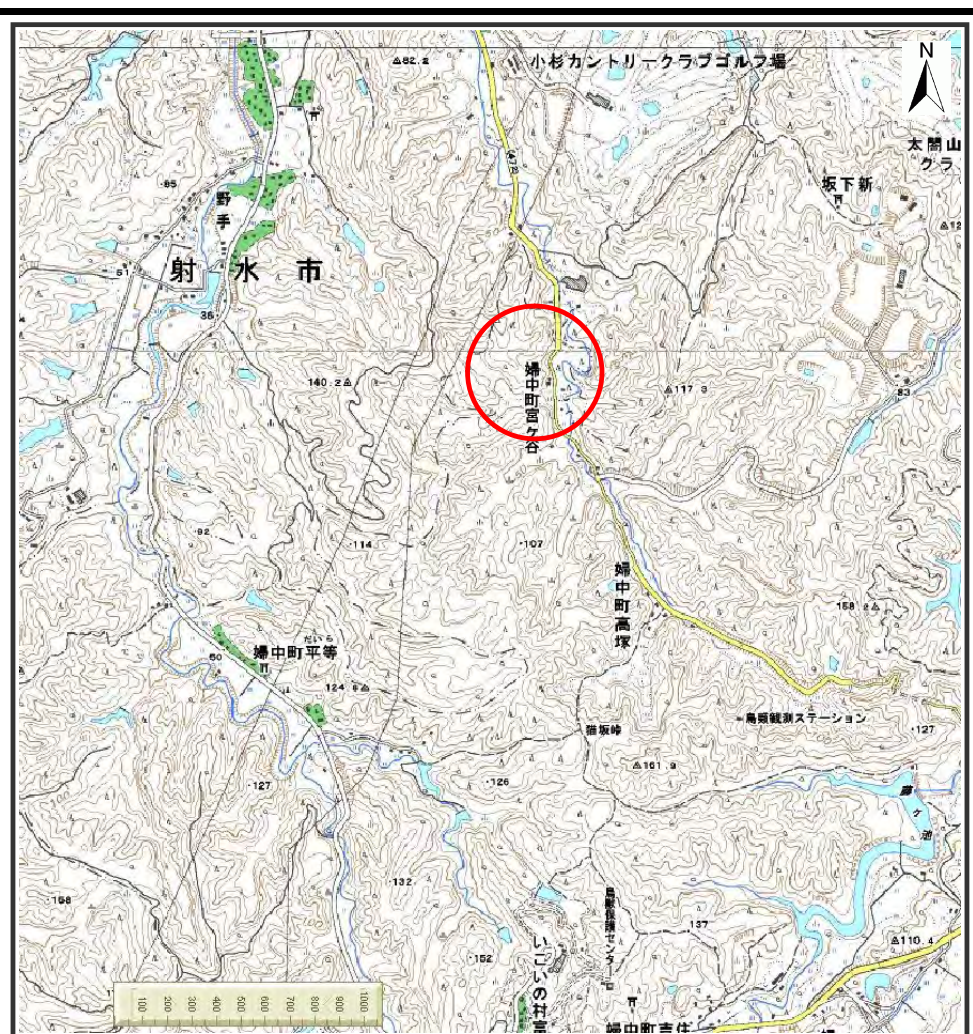 N
△82.2
小杉カントリークラブゴルフ場
太閤山
クラ
(472)
・85
野手
坂下新
△12
射水市
51
36
140.2△
婦中町宮ケ谷
△117.3
83
・92
・114
・107
婦中町高塚
158.2△
だいら
婦中町平等
50
124.6△
鳥類観測ステーション
・127
猫坂峠
△161.9
・126
・127
・132
・158
鳥獣保護センター
137
いこいの村富
・152
△110.4
100 200 300 400 500 600 700 800 900 1000
婦中町吉住